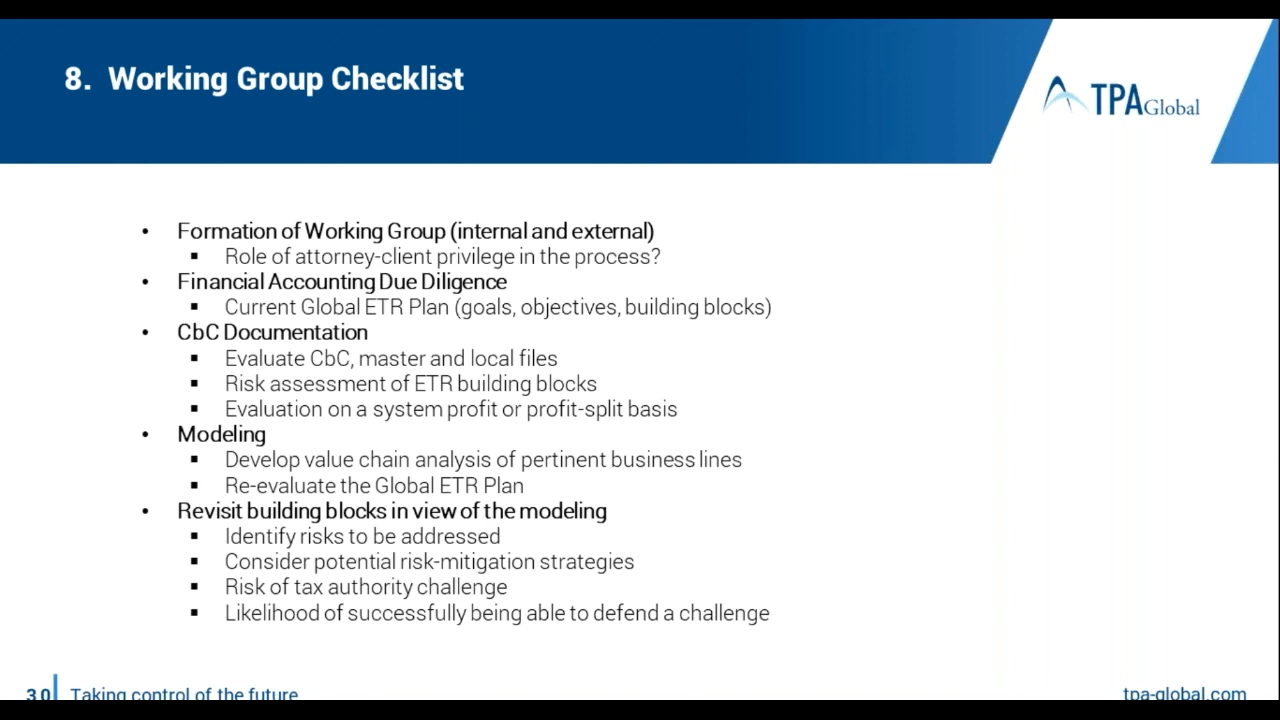 8. Working Group Checklist
TPAGlobal
• Formation of Working Group (internal and external)
▪ Role of attorney-client privilege in the process?
• Financial Accounting Due Diligence
▪ Current Global ETR Plan (goals, objectives, building blocks)
• CbC Documentation
▪ Evaluate CbC, master and local files
▪ Risk assessment of ETR building blocks
▪ Evaluation on a system profit or profit-split basis
• Modeling
▪ Develop value chain analysis of pertinent business lines
▪ Re-evaluate the Global ETR Plan
• Revisit building blocks in view of the modeling
▪ Identify risks to be addressed
▪ Consider potential risk-mitigation strategies
▪ Risk of tax authority challenge
▪ Likelihood of successfully being able to defend a challenge
30 Taking control of the future
tpa-global.com